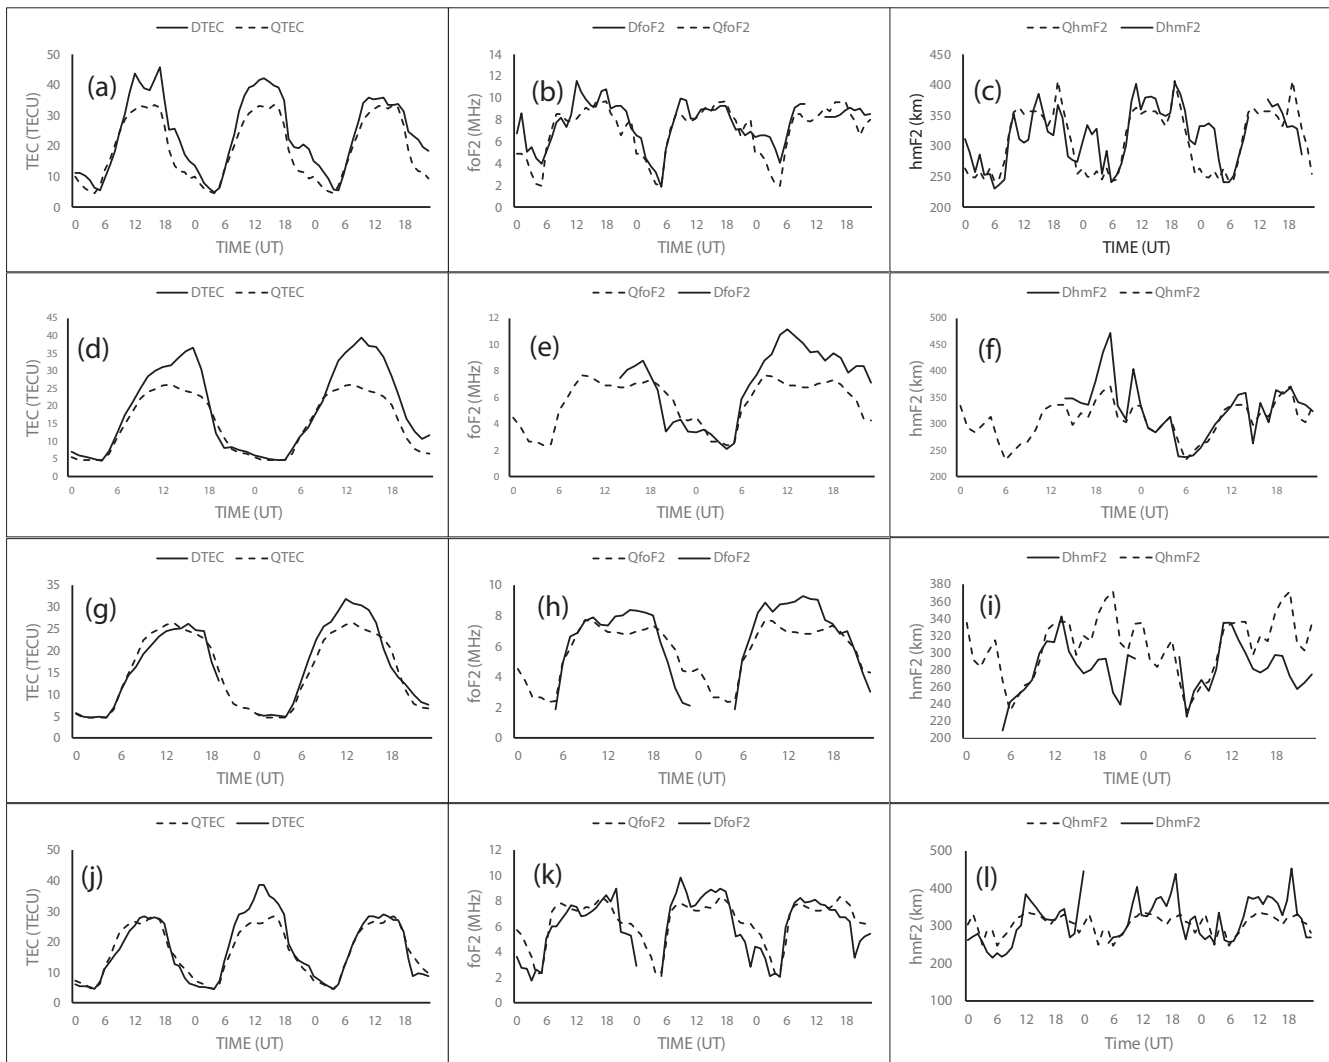 DTEC QTEC
50
40
30
20
10
0
TEC (TECU)
(a)
0 6 12 18 0 6 12 18 0 6 12 18
TIME (UT)
DfoF2 QfoF2
14
12
10
8
6
4
2
0
foF2 (MHz)
(b)
0 6 12 18 0 6 12 18 0 6 12 18
TIME (UT)
QhmF2 DhmF2
450
400
350
300
250
200
hmF2 (km)
(c)
0 6 12 18 0 6 12 18 0 6 12 18
TIME (UT)
DTEC QTEC
45
40
35
30
25
20
15
10
5
0
TEC (TECU)
(d)
0 6 12 18 0 6 12 18
TIME (UT)
QfoF2 DfoF2
12
10
8
6
4
2
0
foF2 (MHz)
(e)
0 6 12 18 0 6 12 18
TIME (UT)
DhmF2 QhmF2
500
450
400
350
300
250
200
hmF2 (km)
(f)
0 6 12 18 0 6 12 18
TIME (UT)
DTEC QTEC
35
30
25
20
15
10
5
0
TEC (TECU)
(g)
0 6 12 18 0 6 12 18
TIME (UT)
QfoF2 DfoF2
10
8
6
4
2
0
foF2 (MHz)
(h)
0 6 12 18 0 6 12 18
TIME (UT)
DhmF2 QhmF2
380
360
340
320
300
280
260
240
220
200
hmF2 (km)
(i)
0 6 12 18 0 6 12 18
TIME (UT)
QTEC DTEC
50
40
30
20
10
0
TEC (TECU)
(j)
0 6 12 18 0 6 12 18 0 6 12 18
TIME (UT)
QfoF2 DfoF2
12
10
8
6
4
2
0
foF2 (MHz)
(k)
0 6 12 18 0 6 12 18 0 6 12 18
TIME (UT)
QhmF2 DhmF2
500
400
300
200
100
hmF2 (km)
(l)
0 6 12 18 0 6 12 18 0 6 12 18
Time (UT)